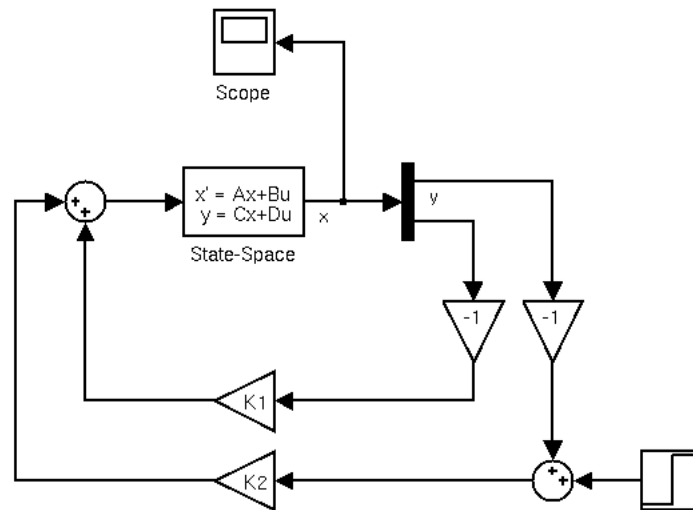 Scope
x' = Ax+Bu
y = Cx+Du
State-Space
x
y
-1
-1
K1
K2
+
+
+
+